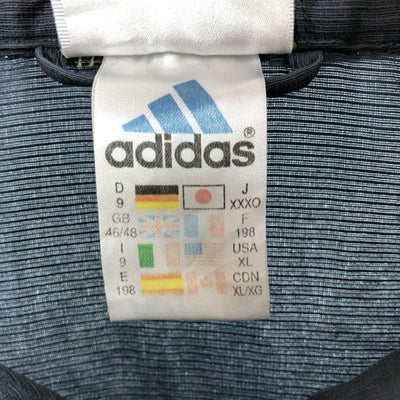 adidas®
D J
9 XXXO
GB F
46/48 198
I USA
9 XL
E CDN
198 XL/XG